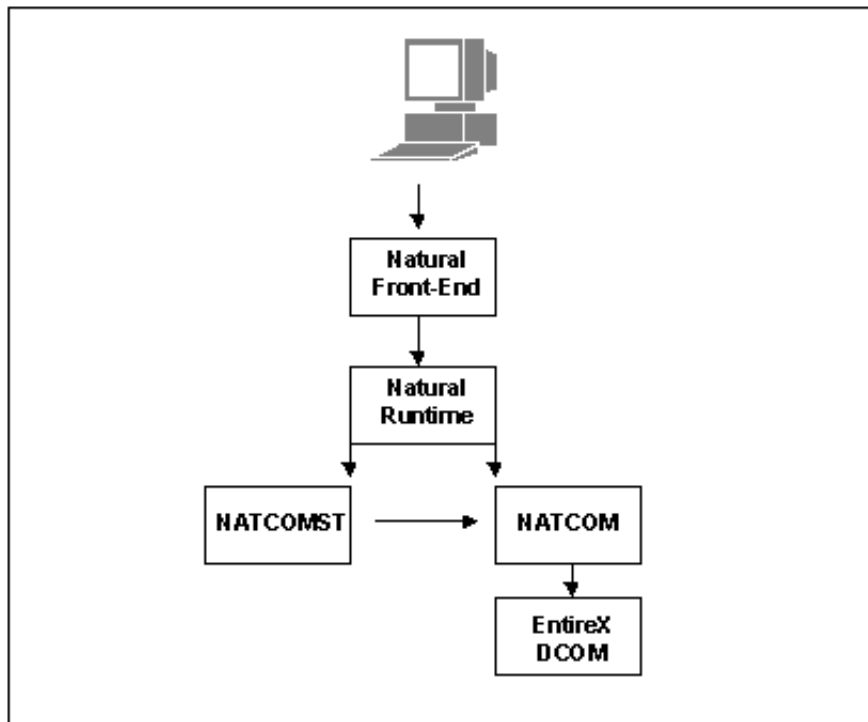 Natural
Front-End
Natural
Runtime
NATCOMST
NATCOM
EntireX
DCOM